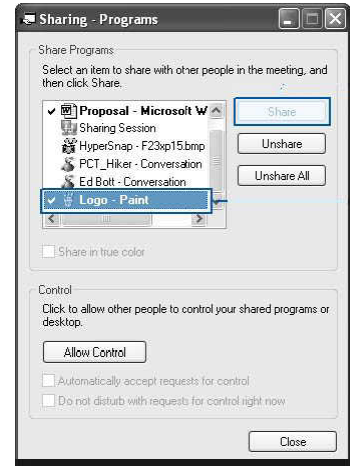 Sharing - Programs
Share Programs
Select an item to share with other people in the meeting, and
then click Share.
Proposal - Microsoft W
Share
Sharing Session
HyperSnap - F23xp15.bmp
Unshare
PCT_Hiker - Conversation
Ed Bott - Conversation
Unshare All
Logo - Paint
Share in true color
Control
Click to allow other people to control your shared programs or
desktop.
Allow Control
Automatically accept requests for control
Do not disturb with requests for control right now
Close